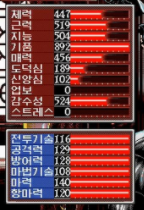 체력 447
근력 519
지능 504
기품 892
매력 456
도덕심 189
신앙심 102
업보 0
감수성 524
스트레스 0
전투기술 116
공격력 129
방어력 128
마법기술 108
마력 140
항마력 120